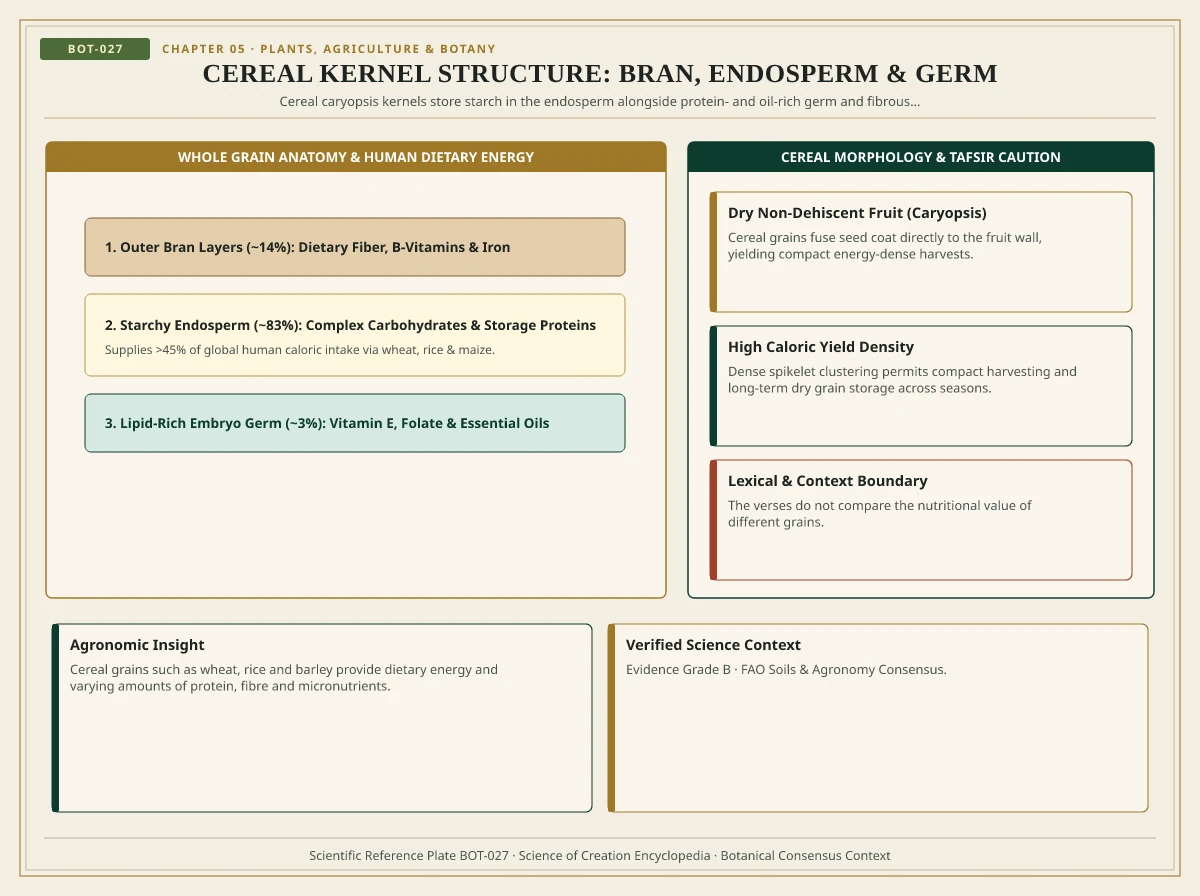 BOT-027
CHAPTER 05 · PLANTS, AGRICULTURE & BOTANY
CEREAL KERNEL STRUCTURE: BRAN, ENDOSPERM & GERM
Cereal caryopsis kernels store starch in the endosperm alongside protein- and oil-rich germ and fibrous...
WHOLE GRAIN ANATOMY & HUMAN DIETARY ENERGY
1. Outer Bran Layers (~14%): Dietary Fiber, B-Vitamins & Iron
2. Starchy Endosperm (~83%): Complex Carbohydrates & Storage Proteins
Supplies >45% of global human caloric intake via wheat, rice & maize.
3. Lipid-Rich Embryo Germ (~3%): Vitamin E, Folate & Essential Oils
CEREAL MORPHOLOGY & TAFSIR CAUTION
Dry Non-Dehiscent Fruit (Caryopsis)
Cereal grains fuse seed coat directly to the fruit wall,
yielding compact energy-dense harvests.
High Caloric Yield Density
Dense spikelet clustering permits compact harvesting and
long-term dry grain storage across seasons.
Lexical & Context Boundary
The verses do not compare the nutritional value of
different grains.
Agronomic Insight
Cereal grains such as wheat, rice and barley provide dietary energy and
varying amounts of protein, fibre and micronutrients.
Verified Science Context
Evidence Grade B · FAO Soils & Agronomy Consensus.
Scientific Reference Plate BOT-027 · Science of Creation Encyclopedia · Botanical Consensus Context